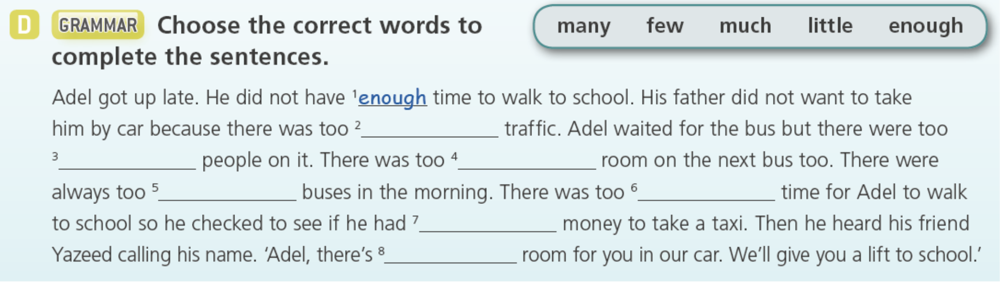 D GRAMMAR Choose the correct words to
complete the sentences.
many few much little enough
Adel got up late. He did not have ¹enough time to walk to school. His father did not want to take
him by car because there was too ²____________ traffic. Adel waited for the bus but there were too
³____________ people on it. There was too ⁴____________ room on the next bus too. There were
always too ⁵____________ buses in the morning. There was too ⁶____________ time for Adel to walk
to school so he checked to see if he had ⁷____________ money to take a taxi. Then he heard his friend
Yazeed calling his name. ‘Adel, there’s ⁸____________ room for you in our car. We’ll give you a lift to school.’